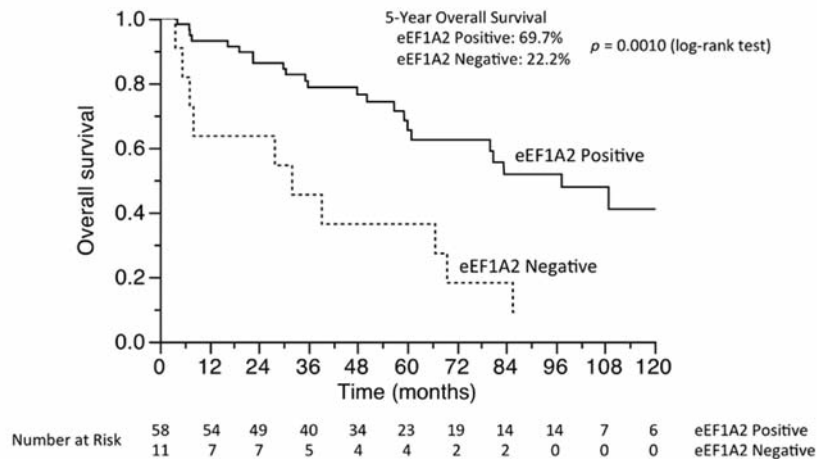 5-Year Overall Survival
eEF1A2 Positive: 69.7%
eEF1A2 Negative: 22.2%
p = 0.0010 (log-rank test)
1.0
0.8
0.6
0.4
0.2
0.0
Overall survival
eEF1A2 Positive
eEF1A2 Negative
0 12 24 36 48 60 72 84 96 108 120
Time (months)
Number at Risk
58 54 49 40 34 23 19 14 14 7 6 eEF1A2 Positive
11 7 7 5 4 4 2 2 0 0 0 eEF1A2 Negative